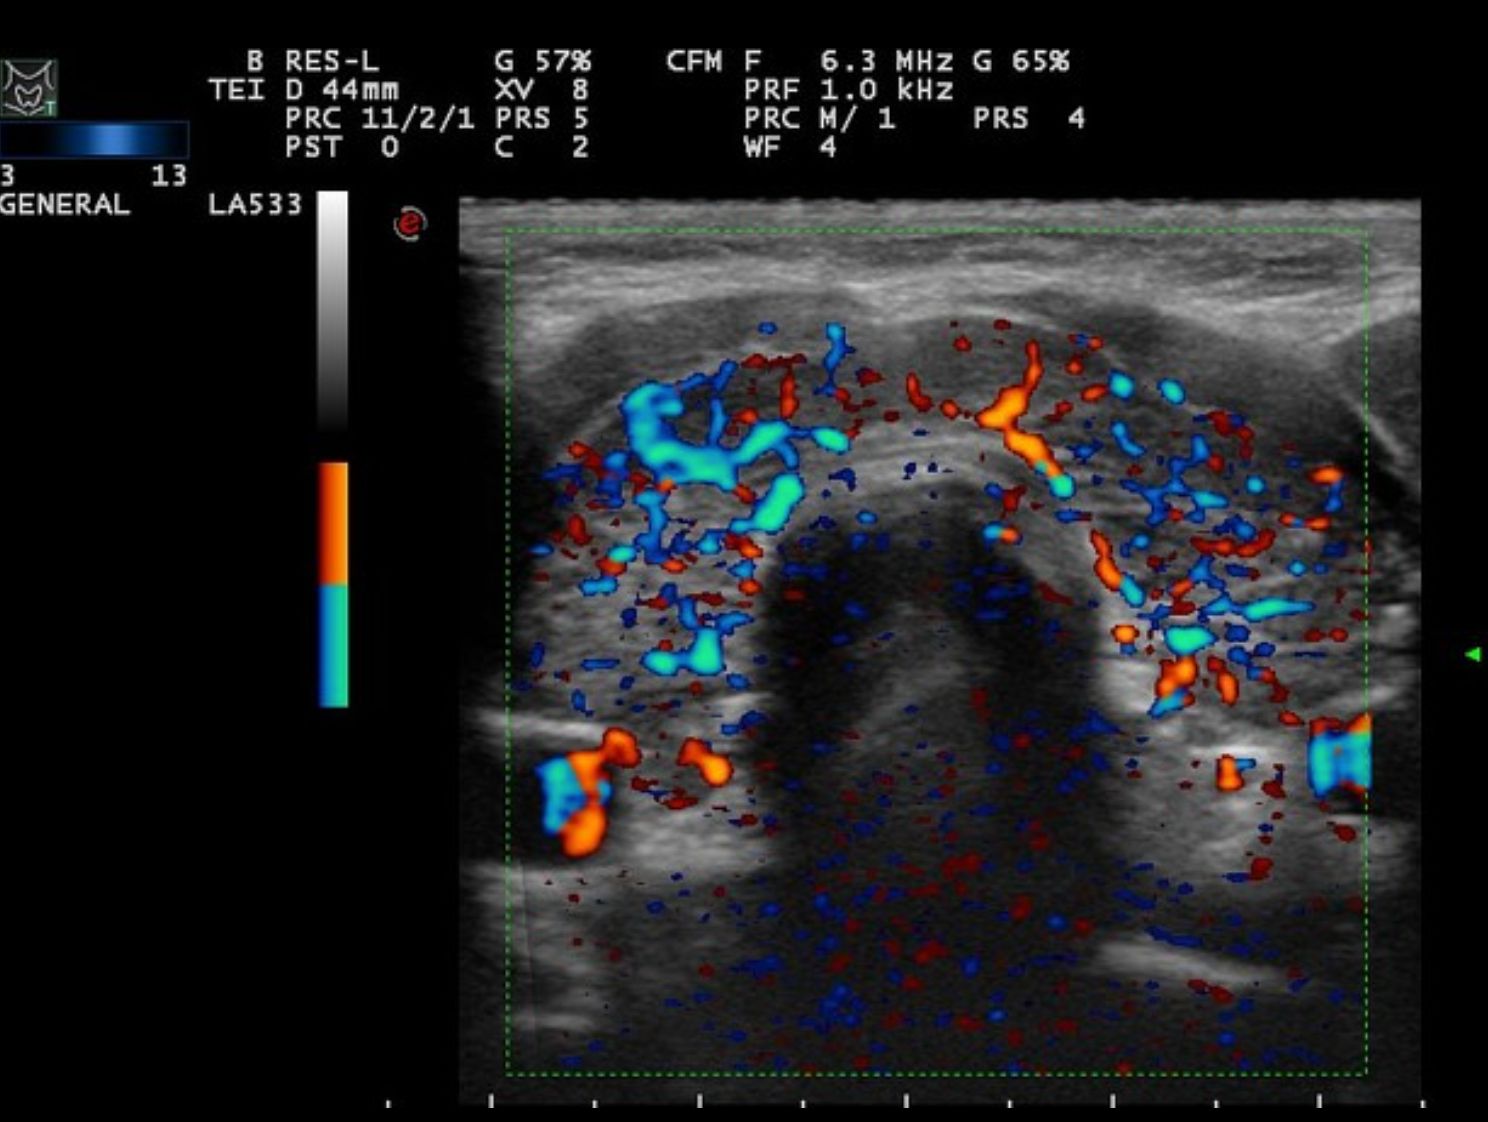 B RES-L G 57% CFM F 6.3 MHz G 65%
TEI D 44mm XV 8 PRF 1.0 kHz
PRC 11/2/1 PRS 5 PRC M/ 1 PRS 4
PST 0 C 2 WF 4
T
3 13
GENERAL LA533
e